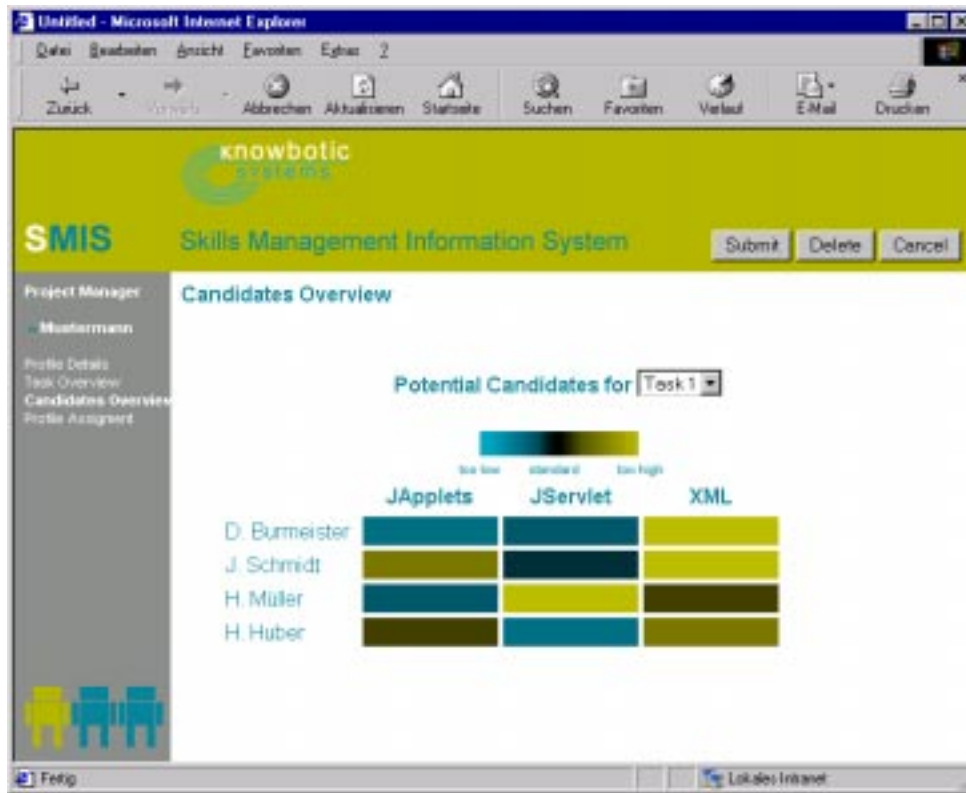 Untitled - Microsoft Internet Explorer
Datei Bearbeiten Ansicht Favoriten Extras ?
Zurück Vorwärts Abbrechen Aktualisieren Startseite Suchen Favoriten Verlauf E-Mail Drucken
knowbotic
systems
SMIS Skills Management Information System Submit Delete Cancel
Project Manager
Mustermann
Profile Details
Task Overview
Candidates Overview
Profile Assigment
Candidates Overview
Potential Candidates for Task 1
too low standard too high
JApplets JServlet XML
D. Burmeister
J. Schmidt
H. Müller
H. Huber
Fertig Lokales Intranet